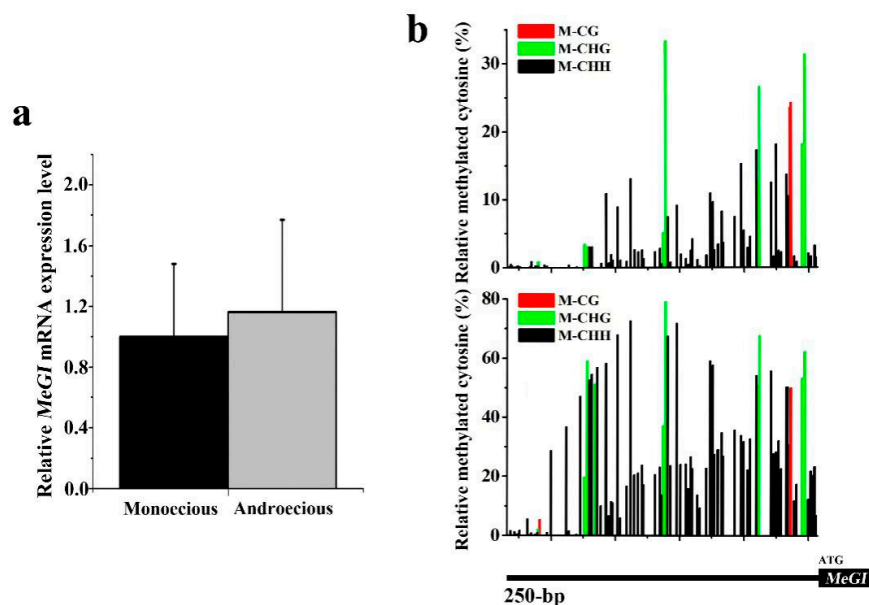 a
Relative MeGI mRNA expression level
2.0
1.6
1.2
0.8
0.4
0.0
Monoccious Androecious
b
Relative methylated cytosine (%)
30
20
10
0
M-CG
M-CHG
M-CHH
Relative methylated cytosine (%)
80
60
40
20
0
M-CG
M-CHG
M-CHH
ATG
MeGI
250-bp